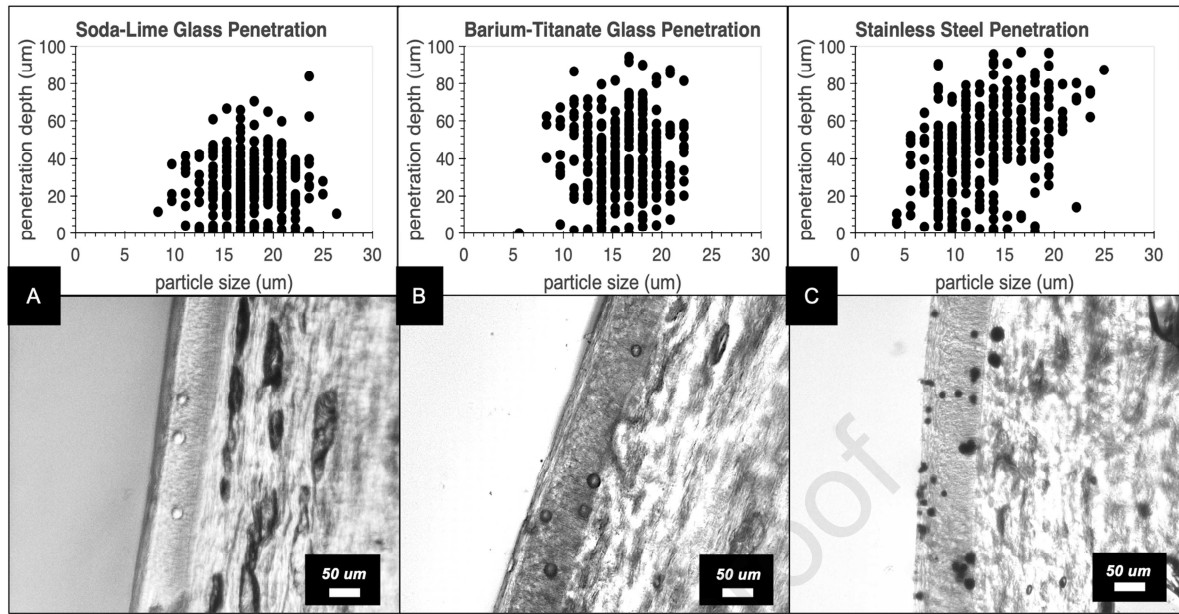 Soda-Lime Glass Penetration
penetration depth (um)
100
80
60
40
20
0
0 5 10 15 20 25 30
particle size (um)
A
50 um
Barium-Titanate Glass Penetration
penetration depth (um)
100
80
60
40
20
0
0 5 10 15 20 25 30
particle size (um)
B
50 um
Stainless Steel Penetration
penetration depth (um)
100
80
60
40
20
0
0 5 10 15 20 25 30
particle size (um)
C
50 um
oof